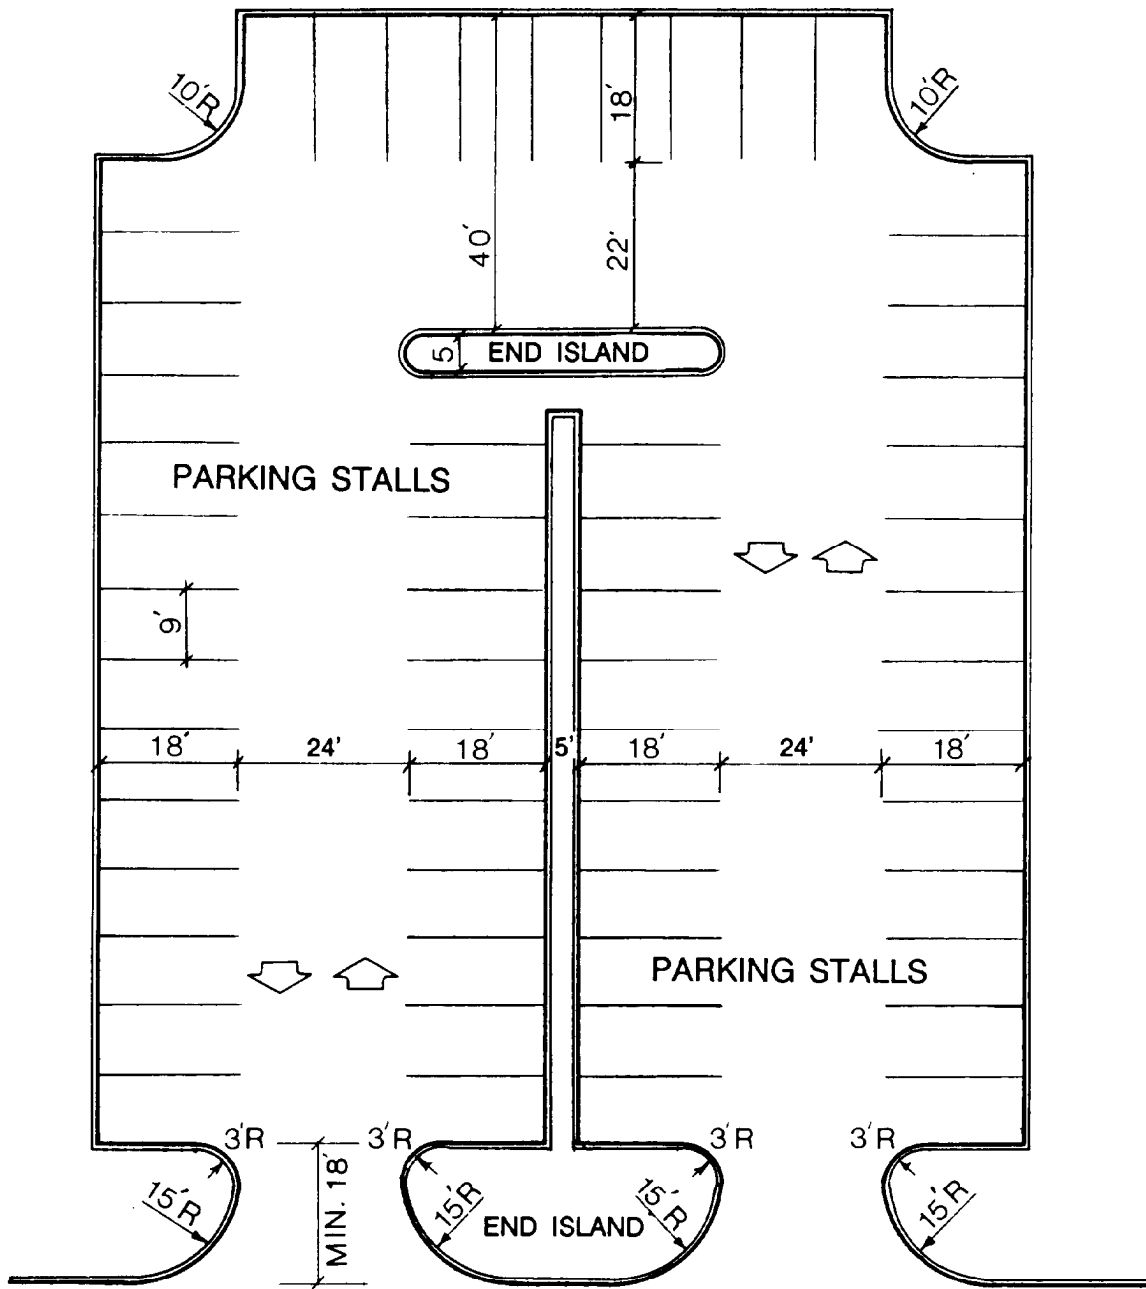 10'R
10'R
18'
40'
22'
5
END ISLAND
PARKING STALLS
9'
18'
24'
18'
5'
18'
24'
18'
PARKING STALLS
3'R
3'R
3'R
3'R
MIN. 18'
15'R
15'R
END ISLAND
15'R
15'R